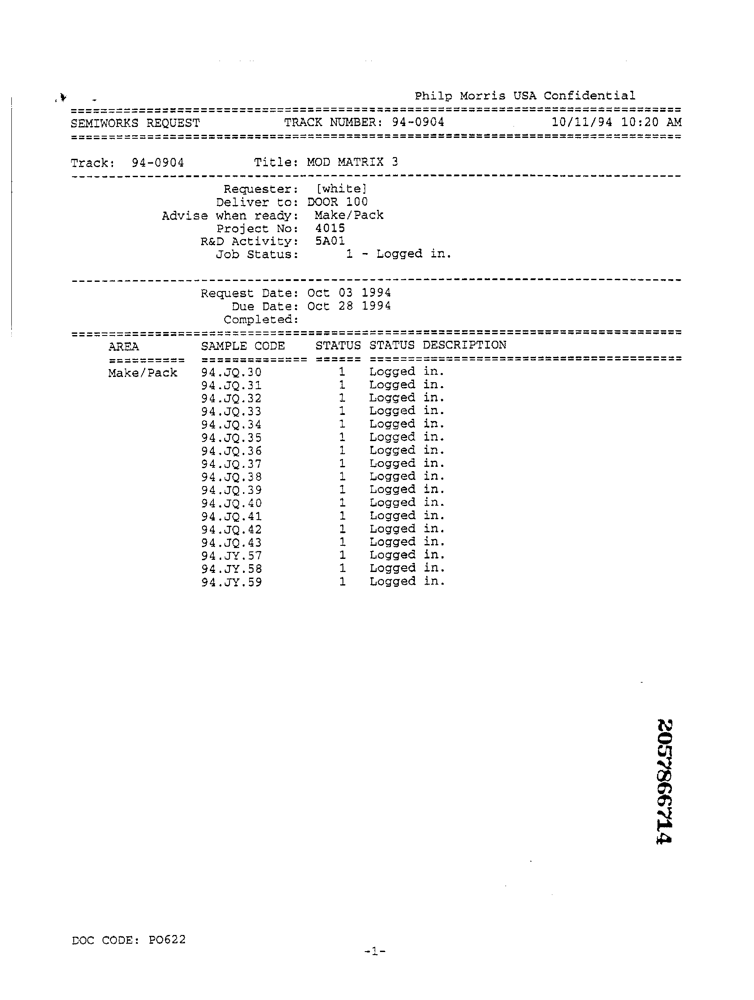 Philp Morris USA Confidential
SEMIWORKS REQUEST TRACK NUMBER: 94-0904 10/11/94 10:20 AM
Track: 94-0904 Title: MOD MATRIX 3
Requester: [white]
Deliver to: DOOR 100
Advise when ready: Make/Pack
Project No: 4015
R&D Activity: 5A01
Job Status: 1 - Logged in.
Request Date: Oct 03 1994
Due Date: Oct 28 1994
Completed:
AREA SAMPLE CODE STATUS STATUS DESCRIPTION
Make/Pack 94.JQ.30 1 Logged in.
94.JQ.31 1 Logged in.
94.JQ.32 1 Logged in.
94.JQ.33 1 Logged in.
94.JQ.34 1 Logged in.
94.JQ.35 1 Logged in.
94.JQ.36 1 Logged in.
94.JQ.37 1 Logged in.
94.JQ.38 1 Logged in.
94.JQ.39 1 Logged in.
94.JQ.40 1 Logged in.
94.JQ.41 1 Logged in.
94.JQ.42 1 Logged in.
94.JQ.43 1 Logged in.
94.JY.57 1 Logged in.
94.JY.58 1 Logged in.
94.JY.59 1 Logged in.
2057866714
DOC CODE: PO622
-1-